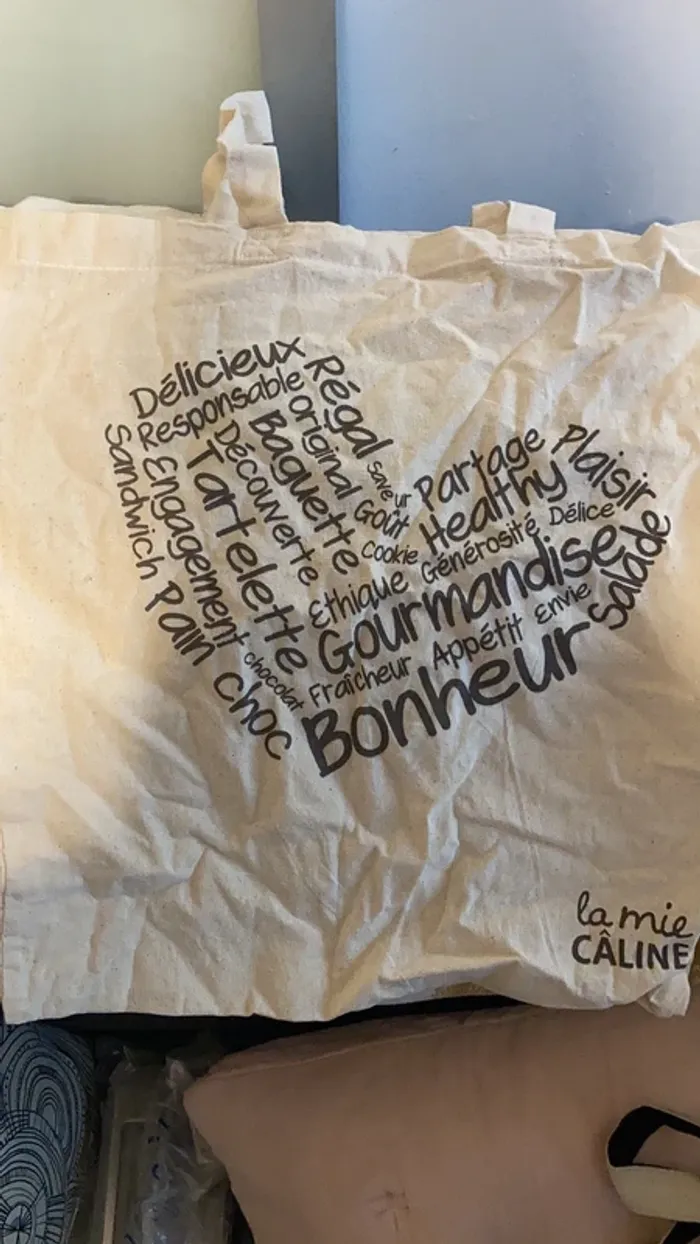 Délicieux
Responsable
Régal
Original
Saveur
Goût
Baguette
Découverte
Tartelette
Engagement
Sandwich
Pain choc
chocolat
Cookie
Partage
Plaisir
Healthy
Générosité
Délice
Ethique
Gourmandise
Salade
Fraîcheur
Appétit
Envie
Bonheur
la mie
CÂLINE